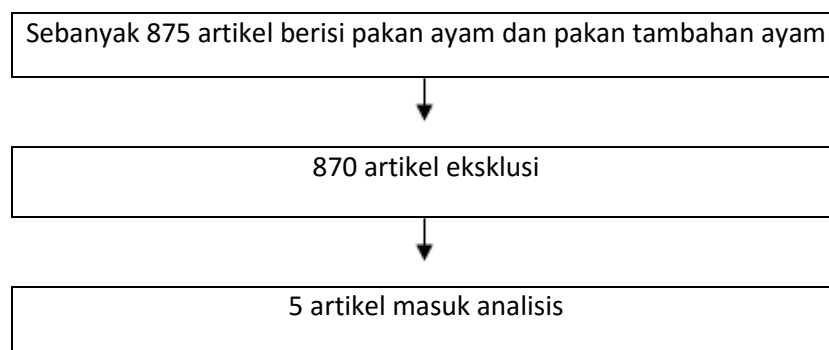 Sebanyak 875 artikel berisi pakan ayam dan pakan tambahan ayam
870 artikel eksklusi
5 artikel masuk analisis